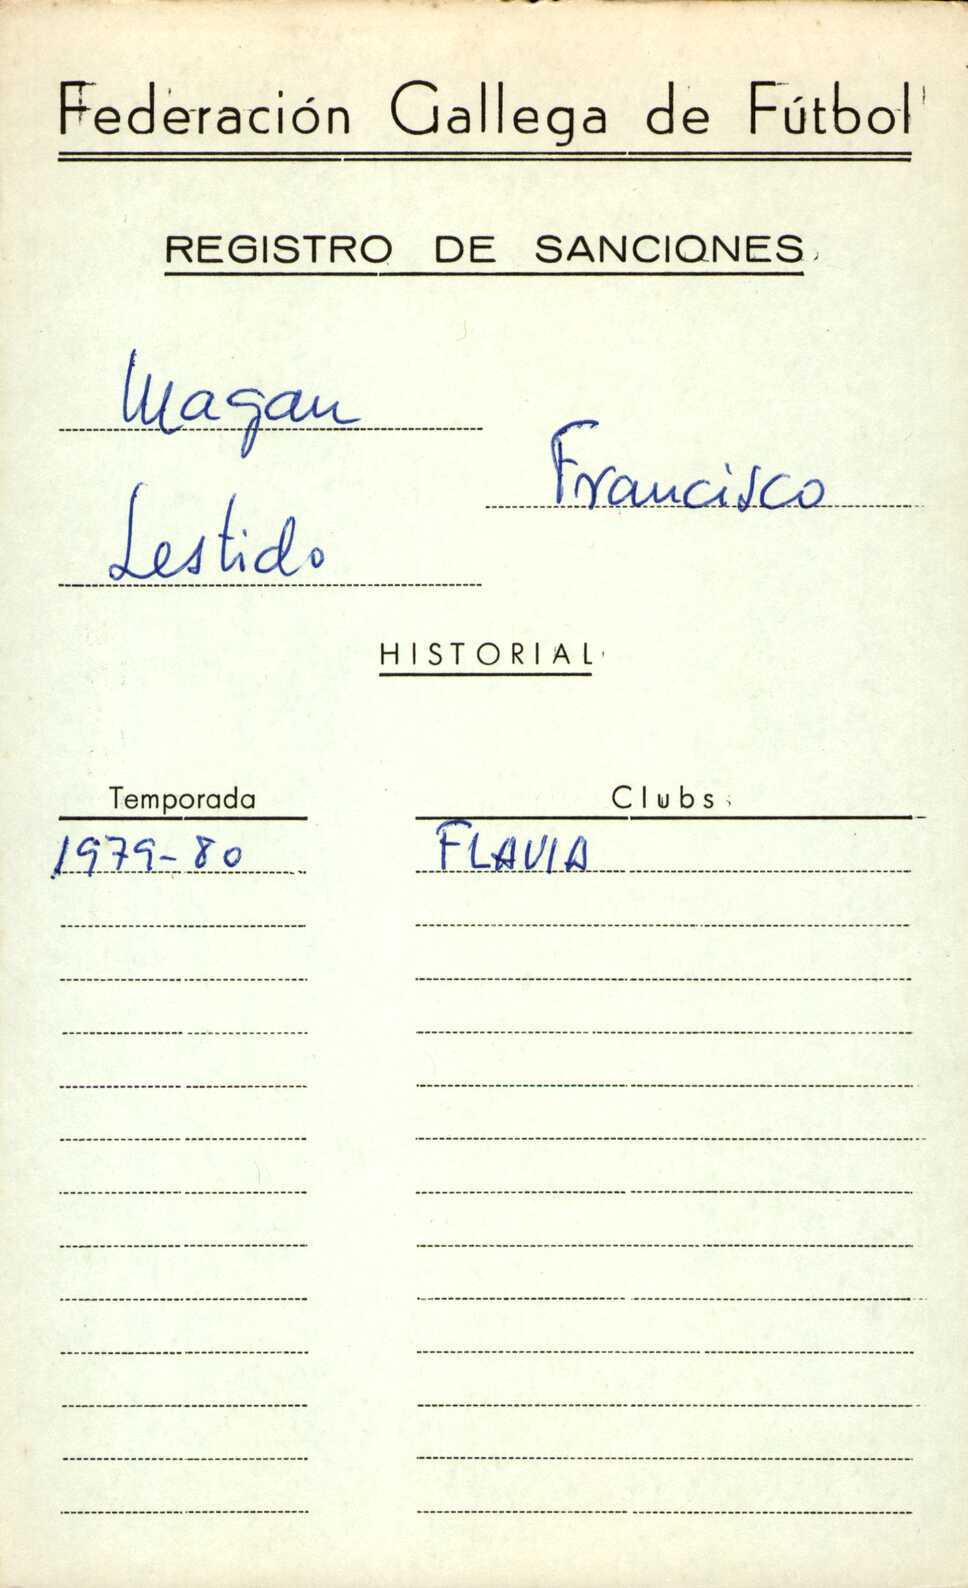 Federación Gallega de Fútbol
REGISTRO DE SANCIONES
Magan
Francisco
Lestido
HISTORIAL
Temporada Clubs
1979-80 FLAVIA